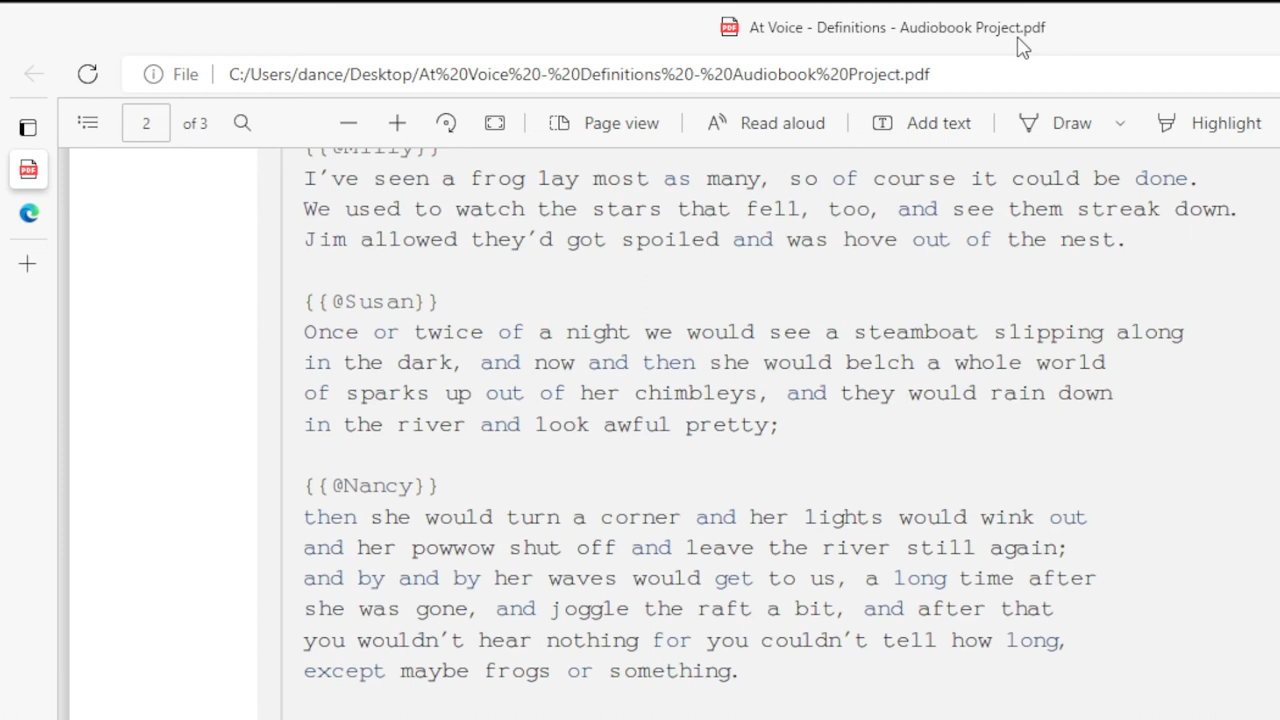 At Voice - Definitions - Audiobook Project.pdf
File
C:/Users/dance/Desktop/At%20Voice%20-%20Definitions%20-%20Audiobook%20Project.pdf
2 of 3
Page view
Read aloud
Add text
Draw
Highlight
{{@Milly}}
I've seen a frog lay most as many, so of course it could be done.
We used to watch the stars that fell, too, and see them streak down.
Jim allowed they'd got spoiled and was hove out of the nest.
{{@Susan}}
Once or twice of a night we would see a steamboat slipping along
in the dark, and now and then she would belch a whole world
of sparks up out of her chimbleys, and they would rain down
in the river and look awful pretty;
{{@Nancy}}
then she would turn a corner and her lights would wink out
and her powwow shut off and leave the river still again;
and by and by her waves would get to us, a long time after
she was gone, and joggle the raft a bit, and after that
you wouldn't hear nothing for you couldn't tell how long,
except maybe frogs or something.